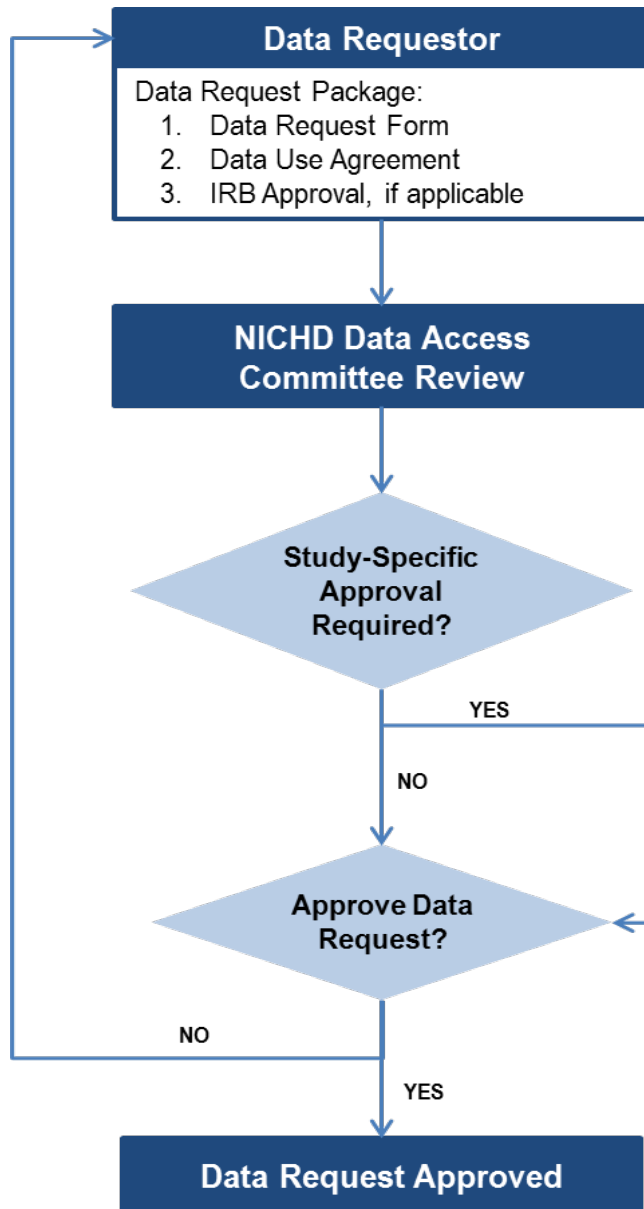 Data Requestor
Data Request Package:
1. Data Request Form
2. Data Use Agreement
3. IRB Approval, if applicable
NICHD Data Access
Committee Review
Study-Specific
Approval
Required?
YES
NO
Approve Data
Request?
NO
YES
Data Request Approved